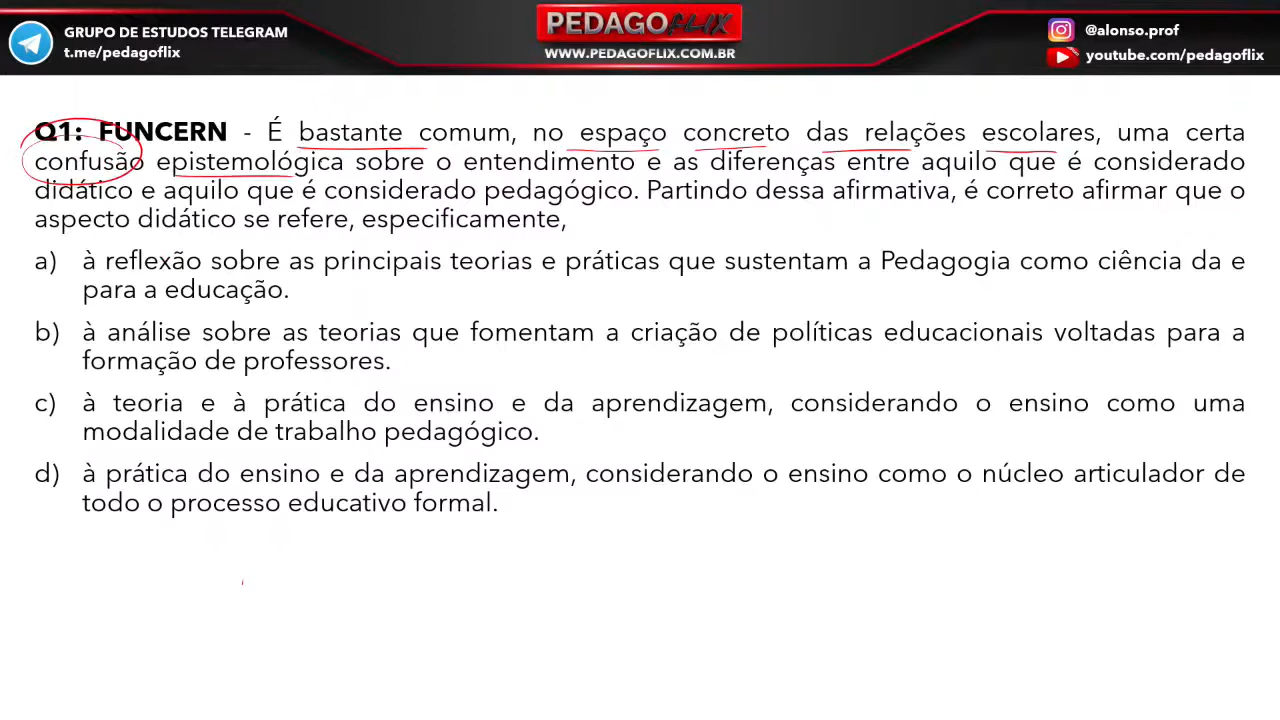 GRUPO DE ESTUDOS TELEGRAM
t.me/pedagoflix
PEDAGOFLIX
WWW.PEDAGOFLIX.COM.BR
@alonso.prof
youtube.com/pedagoflix
Q1: FUNCERN - É bastante comum, no espaço concreto das relações escolares, uma certa
confusão epistemológica sobre o entendimento e as diferenças entre aquilo que é considerado
didático e aquilo que é considerado pedagógico. Partindo dessa afirmativa, é correto afirmar que o
aspecto didático se refere, especificamente,
a) à reflexão sobre as principais teorias e práticas que sustentam a Pedagogia como ciência da e
para a educação.
b) à análise sobre as teorias que fomentam a criação de políticas educacionais voltadas para a
formação de professores.
c) à teoria e à prática do ensino e da aprendizagem, considerando o ensino como uma
modalidade de trabalho pedagógico.
d) à prática do ensino e da aprendizagem, considerando o ensino como o núcleo articulador de
todo o processo educativo formal.